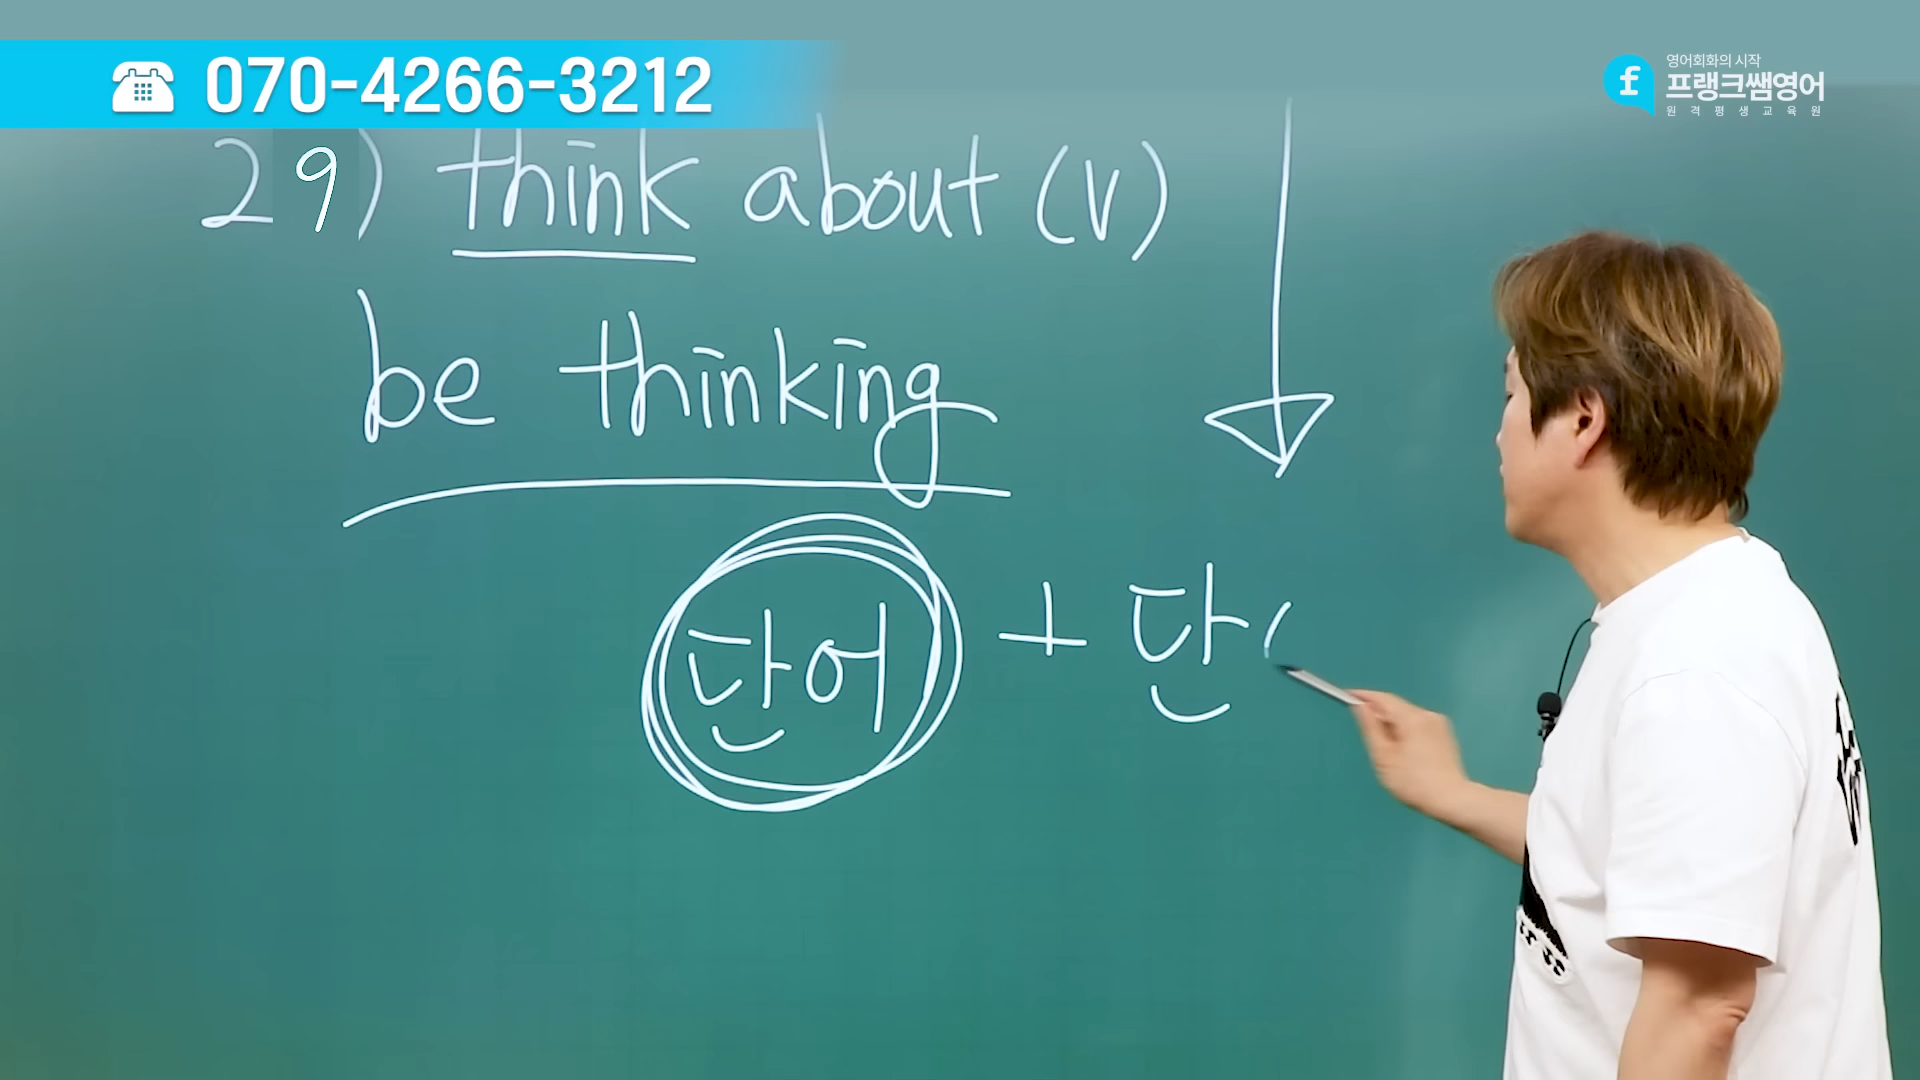 070-4266-3212
영어회화의 시작
프랭크쌤영어
원격평생교육원
29) think about (v)
be thinking
단어 + 단